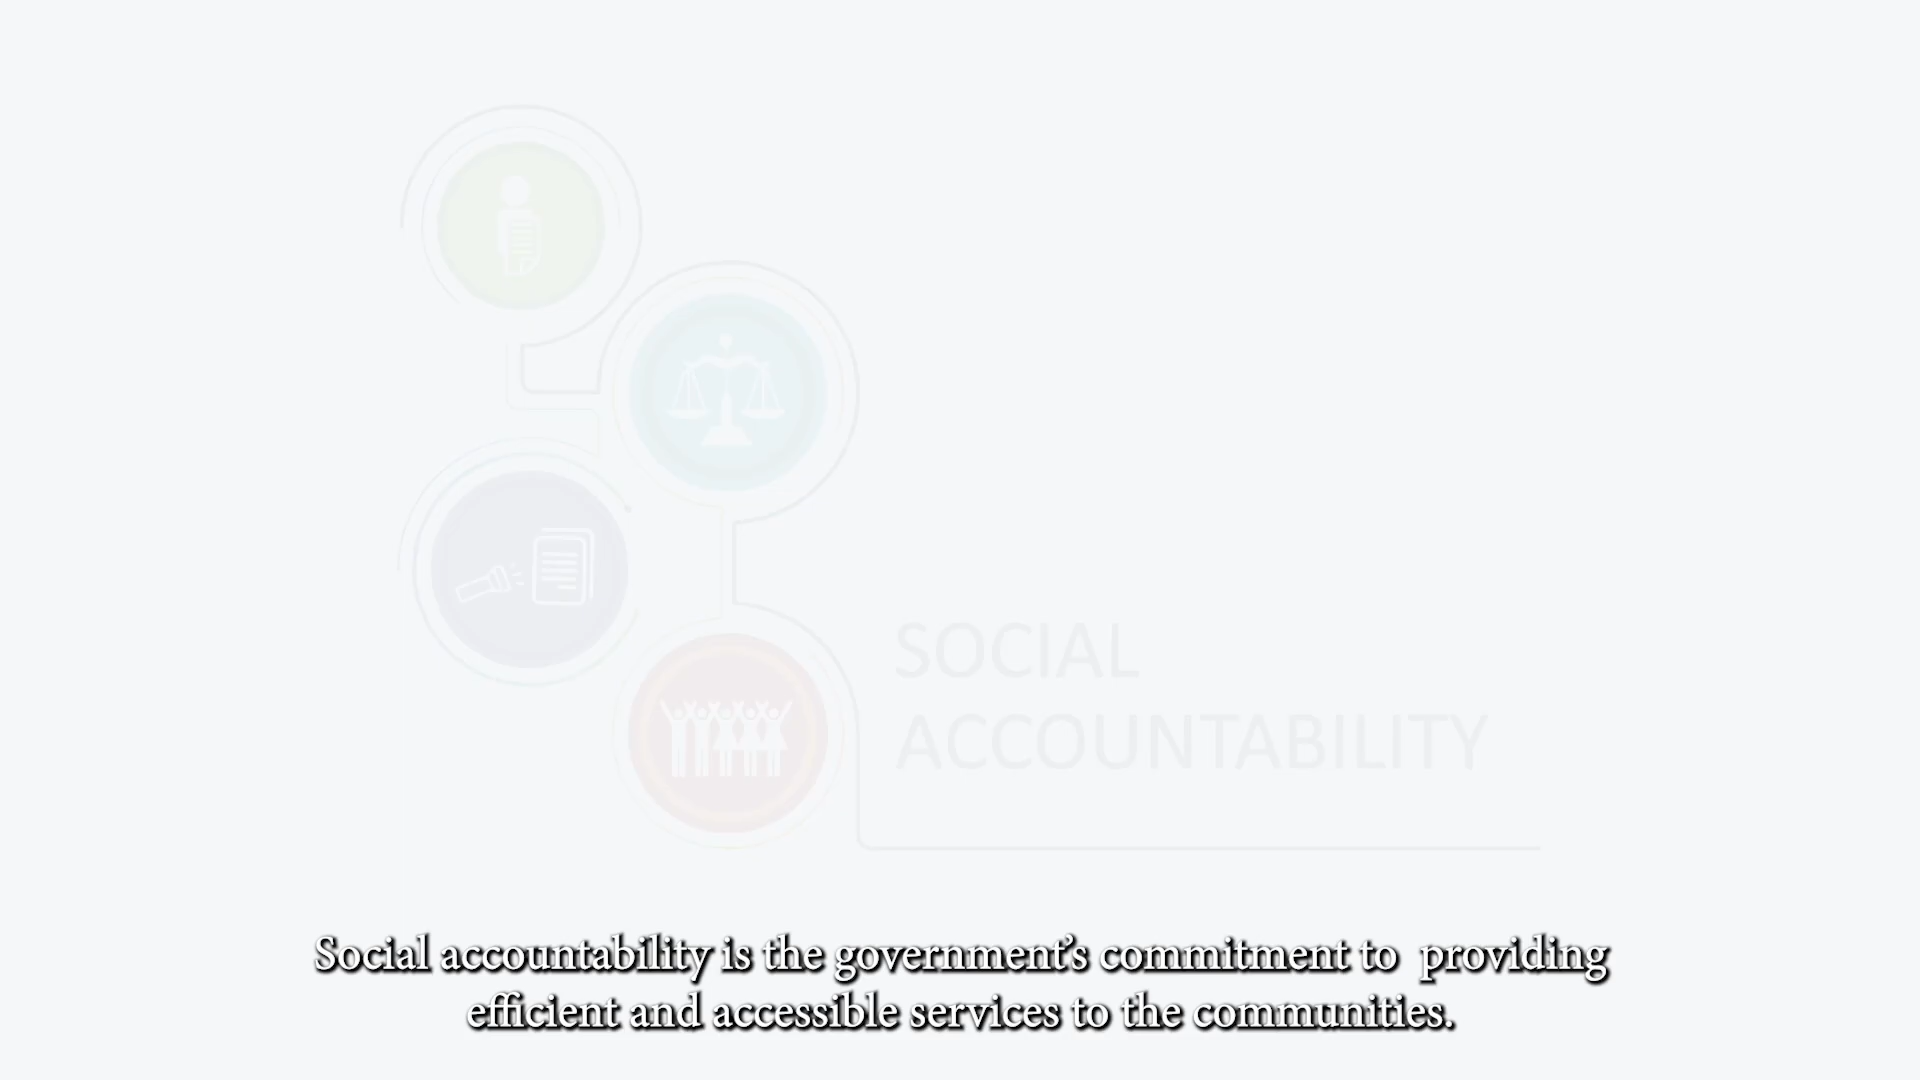 SOCIAL
ACCOUNTABILITY
Social accountability is the government's commitment to  providing
efficient and accessible services to the communities.